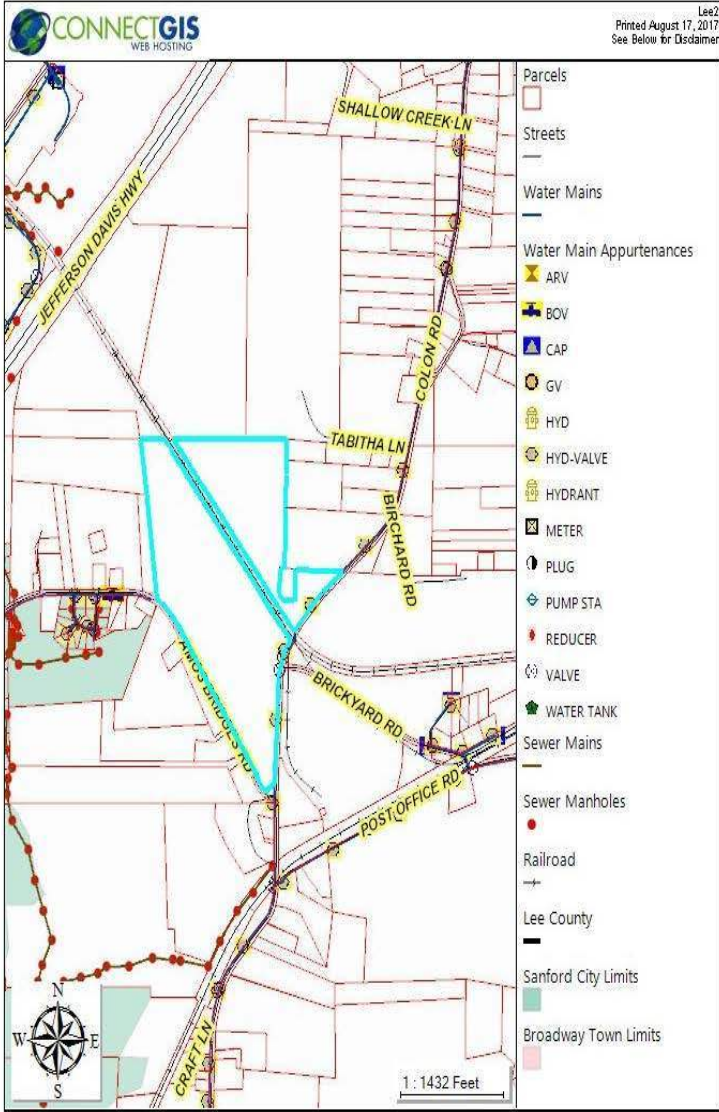 CONNECTGIS
WEB HOSTING
Lee2
Printed August 17, 2017
See Below for Disclaimer
SHALLOW CREEK LN
JEFFERSON DAVIS HWY
COLON RD
TABITHA LN
BIRCHARD RD
AMOS BRIDGES RD
BRICKYARD RD
POST OFFICE RD
CRAFT LN
N
W
E
S
1 : 1432 Feet
Parcels
Streets
Water Mains
Water Main Appurtenances
ARV
BOV
CAP
GV
HYD
HYD-VALVE
HYDRANT
METER
PLUG
PUMP STA
REDUCER
VALVE
WATER TANK
Sewer Mains
Sewer Manholes
Railroad
Lee County
Sanford City Limits
Broadway Town Limits